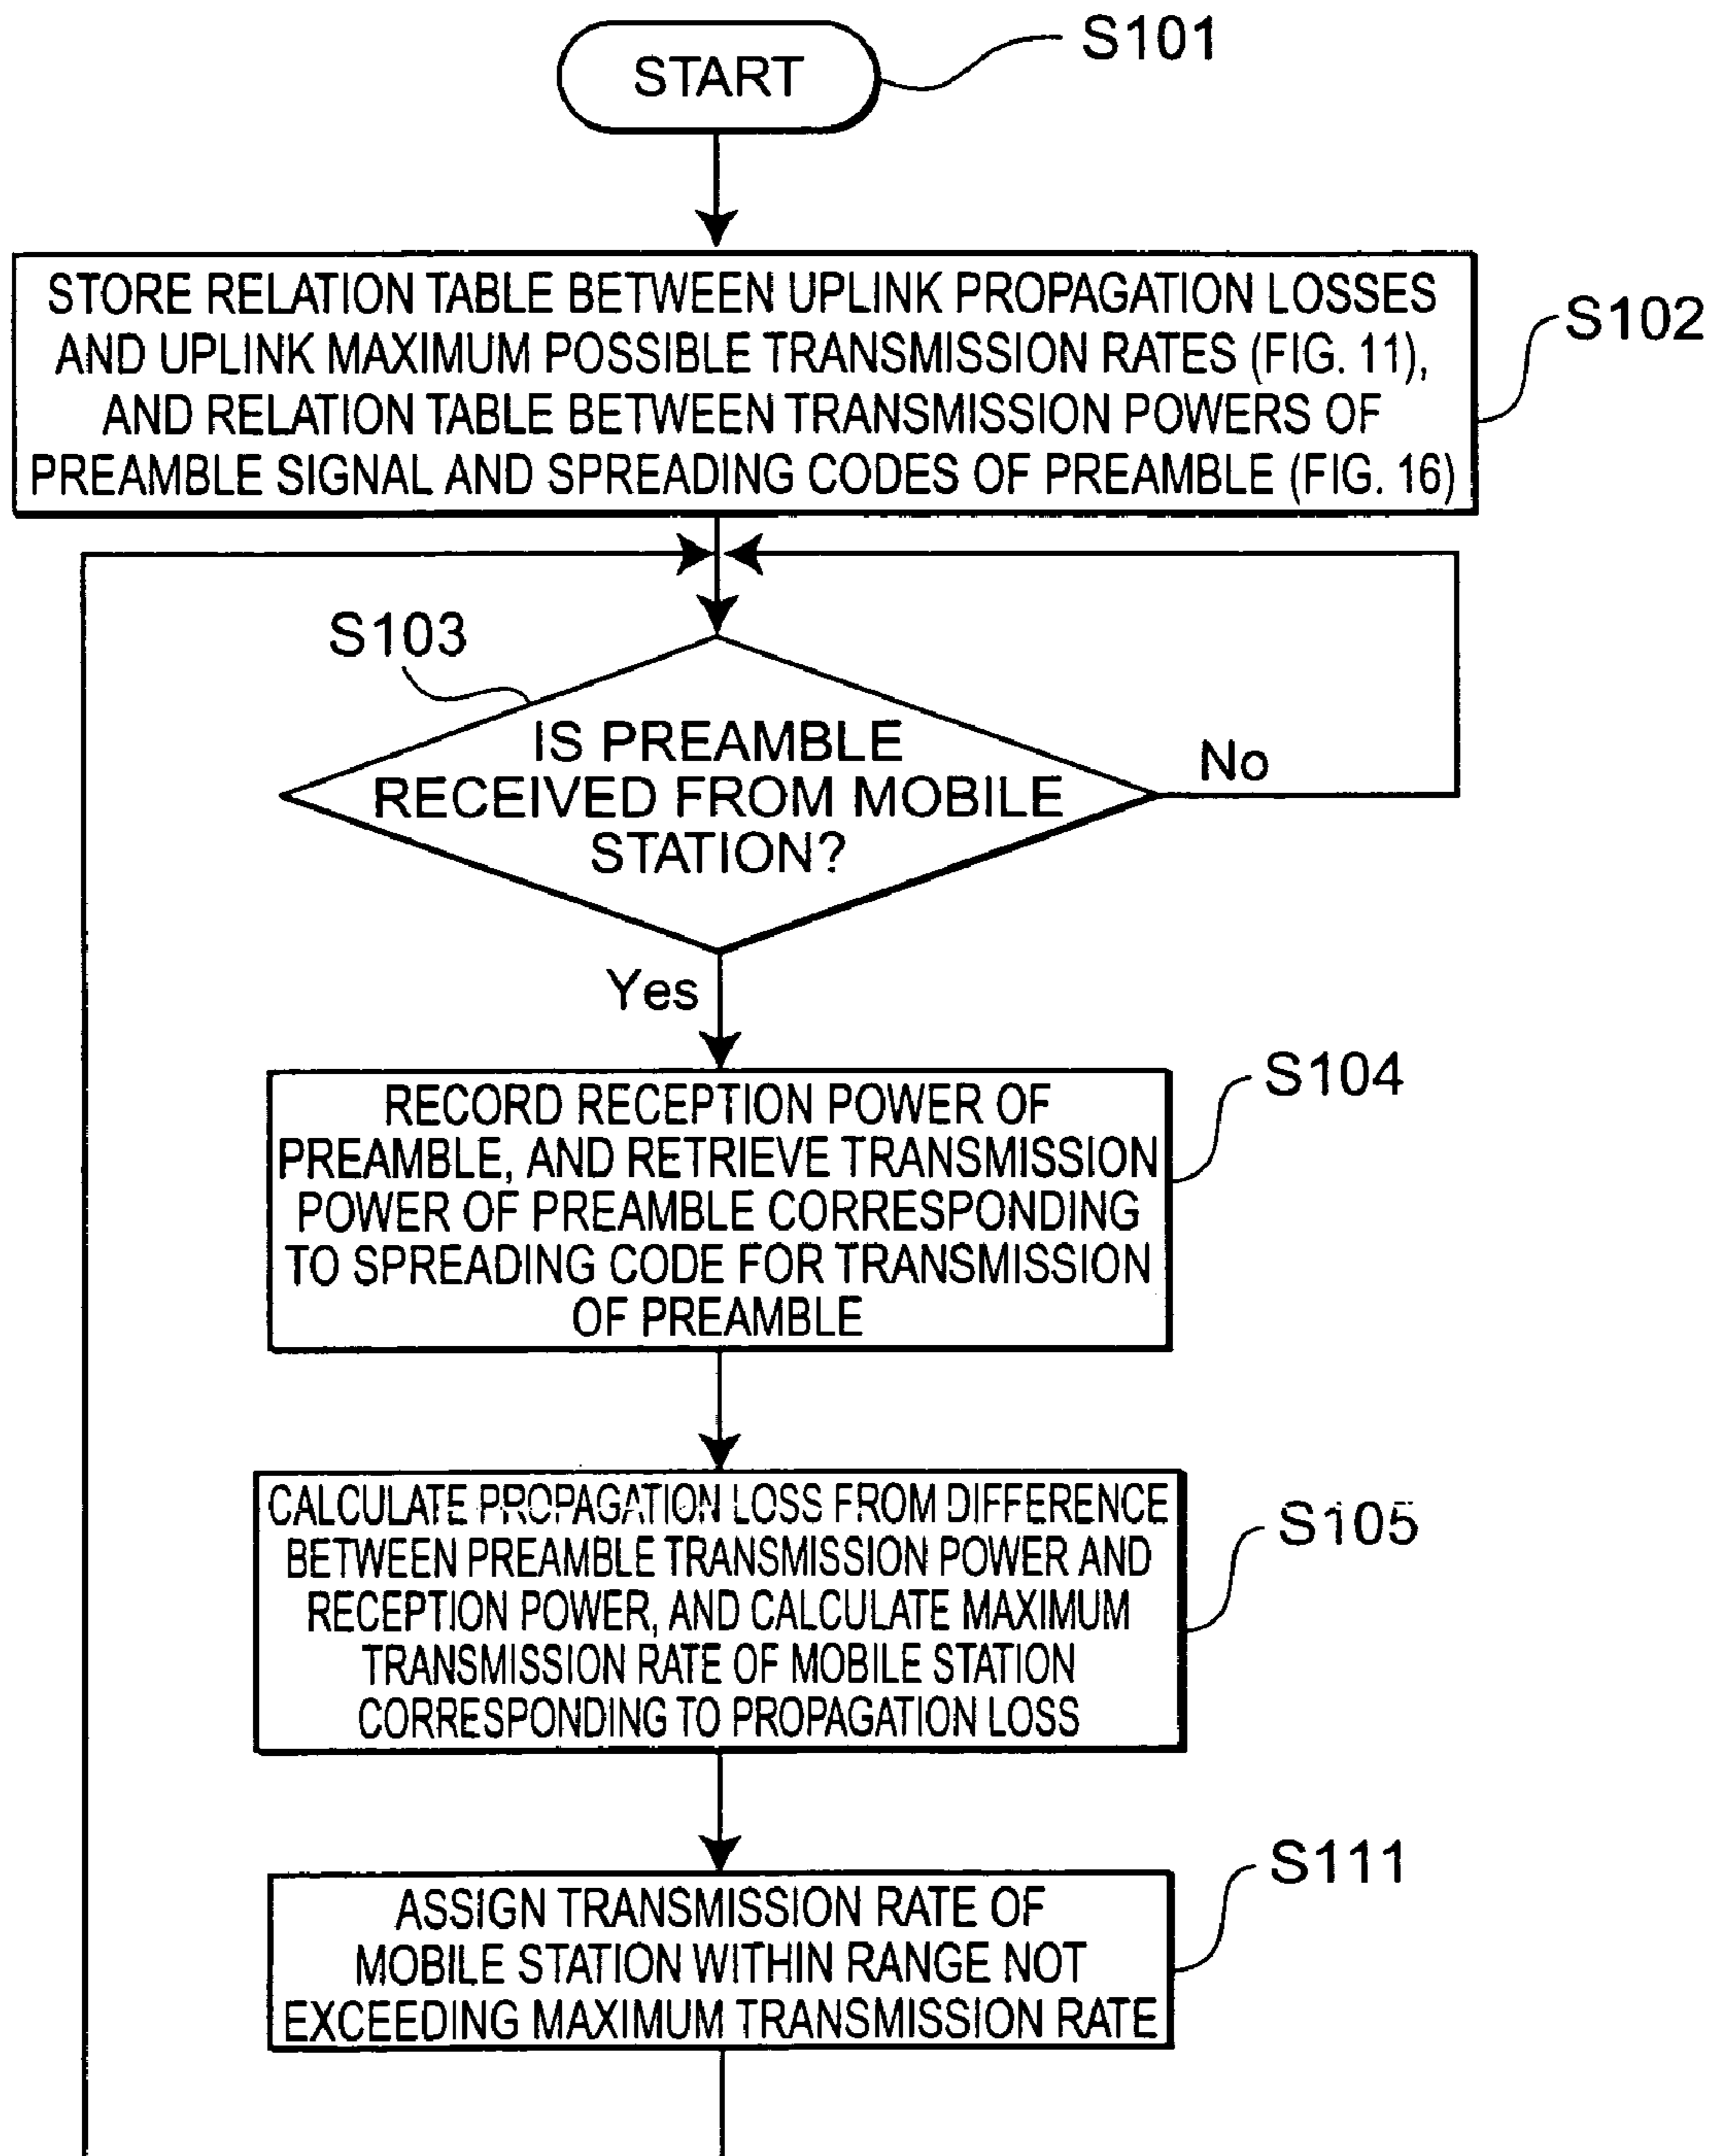 START
S101
STORE RELATION TABLE BETWEEN UPLINK PROPAGATION LOSSES
AND UPLINK MAXIMUM POSSIBLE TRANSMISSION RATES (FIG. 11),
AND RELATION TABLE BETWEEN TRANSMISSION POWERS OF
PREAMBLE SIGNAL AND SPREADING CODES OF PREAMBLE (FIG. 16)
S102
S103
IS PREAMBLE
RECEIVED FROM MOBILE
STATION?
No
Yes
RECORD RECEPTION POWER OF
PREAMBLE, AND RETRIEVE TRANSMISSION
POWER OF PREAMBLE CORRESPONDING
TO SPREADING CODE FOR TRANSMISSION
OF PREAMBLE
S104
CALCULATE PROPAGATION LOSS FROM DIFFERENCE
BETWEEN PREAMBLE TRANSMISSION POWER AND
RECEPTION POWER, AND CALCULATE MAXIMUM
TRANSMISSION RATE OF MOBILE STATION
CORRESPONDING TO PROPAGATION LOSS
S105
ASSIGN TRANSMISSION RATE OF
MOBILE STATION WITHIN RANGE NOT
EXCEEDING MAXIMUM TRANSMISSION RATE
S111